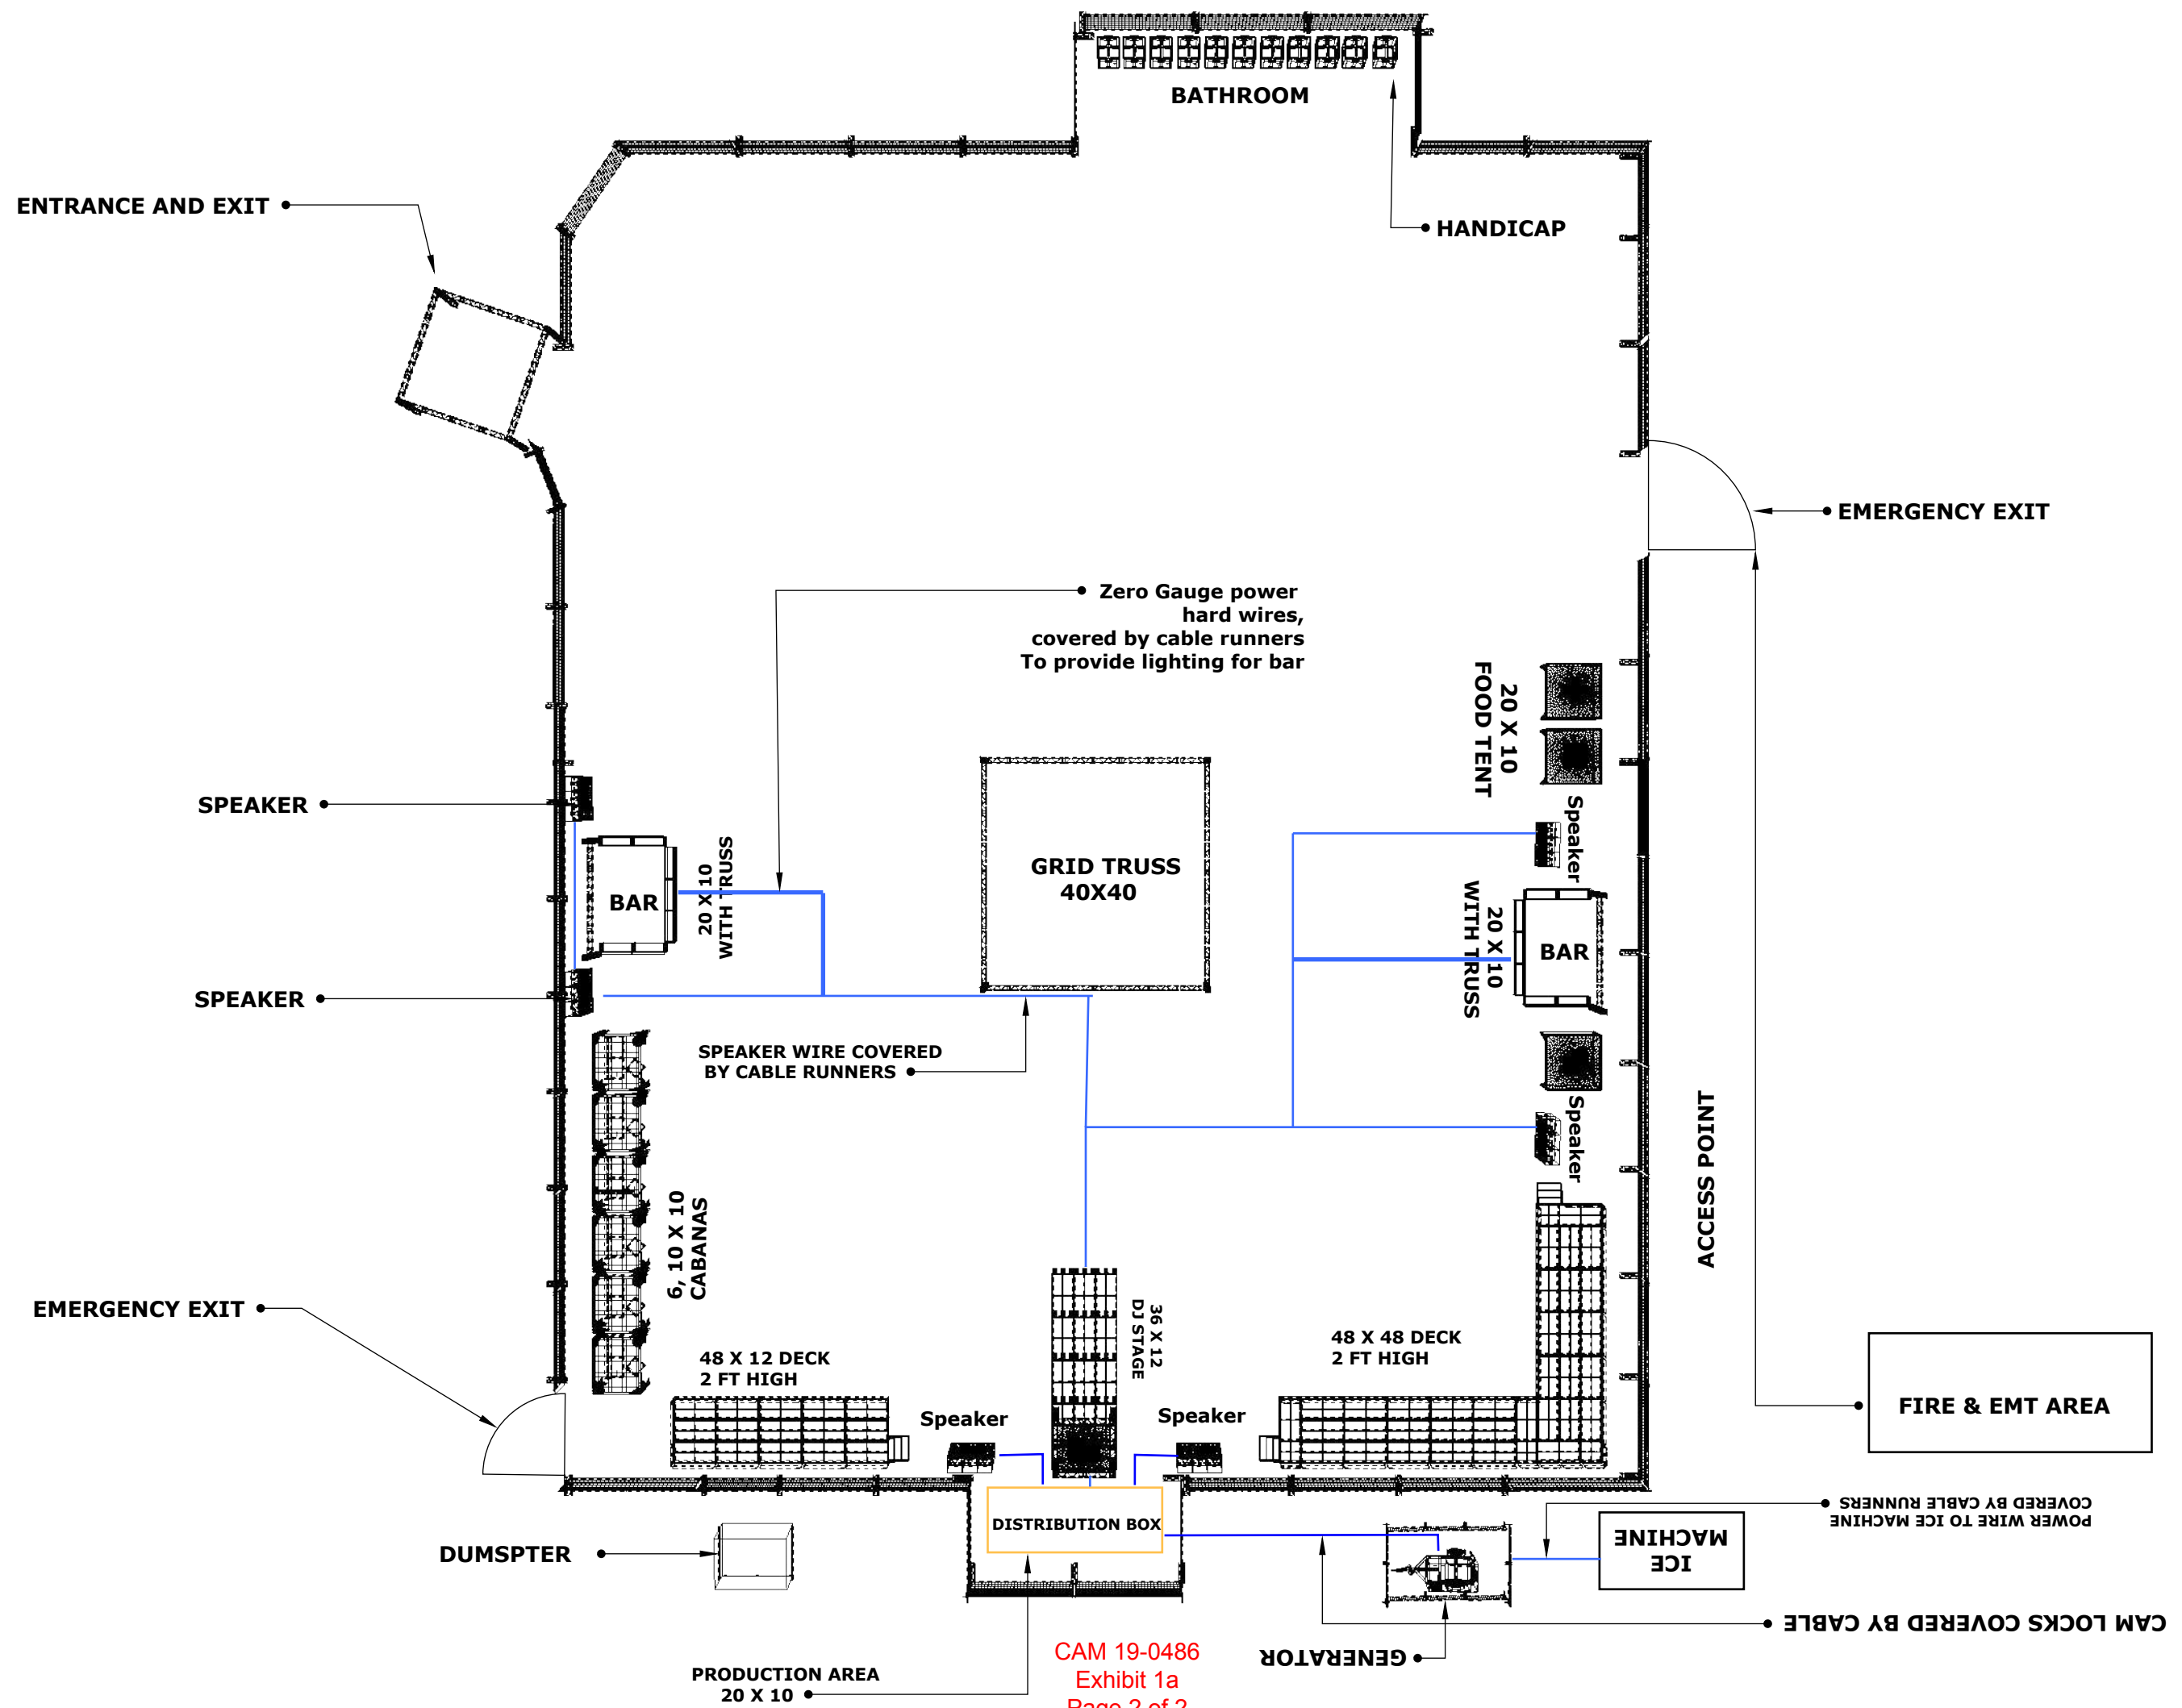 BATHROOM
ENTRANCE AND EXIT
HANDICAP
EMERGENCY EXIT
Zero Gauge power
hard wires,
covered by cable runners
To provide lighting for bar
20 X 10
FOOD TENT
SPEAKER
Speaker
GRID TRUSS
40X40
BAR
20 X 10
WITH TRUSS
20 X 10
WITH TRUSS
BAR
SPEAKER
SPEAKER WIRE COVERED
BY CABLE RUNNERS
Speaker
ACCESS POINT
6, 10 X 10
CABANAS
EMERGENCY EXIT
36 X 12
DJ STAGE
48 X 12 DECK
2 FT HIGH
48 X 48 DECK
2 FT HIGH
Speaker
Speaker
FIRE & EMT AREA
DISTRIBUTION BOX
POWER WIRE TO ICE MACHINE
COVERED BY CABLE RUNNERS
ICE
MACHINE
DUMSPTER
CAM LOCKS COVERED BY CABLE
GENERATOR
PRODUCTION AREA
20 X 10
CAM 19-0486
Exhibit 1a
Page 2 of 2